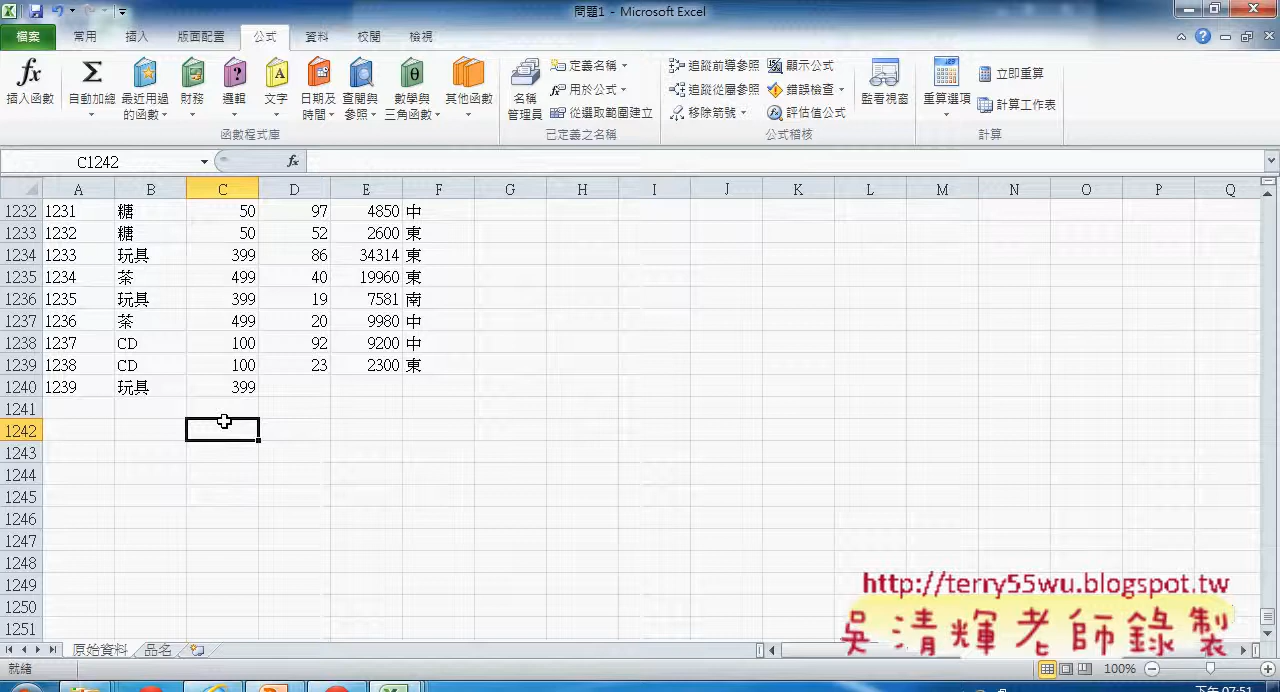 問題1 - Microsoft Excel
檔案 常用 插入 版面配置 公式 資料 校閱 檢視
fx Σ 定義名稱 追蹤前導參照 顯示公式 立即重算
插入函數 自動加總 最近用過的函數 財務 邏輯 文字 日期及時間 查閱與參照 數學與三角函數 其他函數 名稱管理員 用於公式 追蹤從屬參照 錯誤檢查 監看視窗 重算選項 計算工作表
從選取範圍建立 移除箭號 評估值公式
函數程式庫 已定義之名稱 公式稽核 計算
C1242 fx
A B C D E F G H I J K L M N O P Q
1232 1231 糖 50 97 4850 中
1233 1232 糖 50 52 2600 東
1234 1233 玩具 399 86 34314 東
1235 1234 茶 499 40 19960 東
1236 1235 玩具 399 19 7581 南
1237 1236 茶 499 20 9980 中
1238 1237 CD 100 92 9200 中
1239 1238 CD 100 23 2300 東
1240 1239 玩具 399
1241
1242
1243
1244
1245
1246
1247
1248
1249
1250
1251
http://terry55wu.blogspot.tw
吳清輝老師錄製
原始資料 品名
就緒 100%
下午 07:51